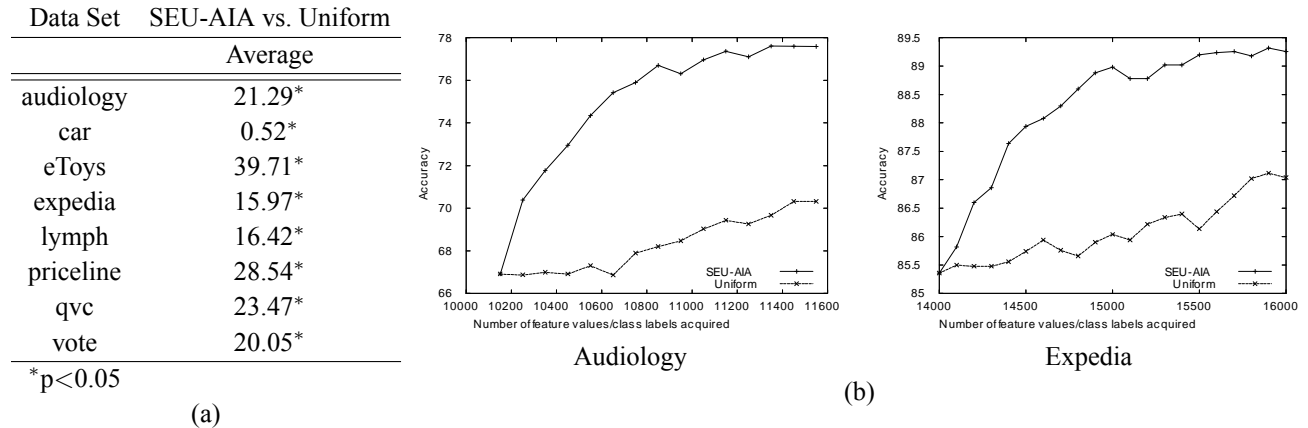 Data Set SEU-AIA vs. Uniform
Average
audiology 21.29*
car 0.52*
eToys 39.71*
expedia 15.97*
lymph 16.42*
priceline 28.54*
qvc 23.47*
vote 20.05*
*p<0.05
(a)
78
76
74
72
70
68
66
Accuracy
SEU-AIA
Uniform
10000 10200 10400 10600 10800 11000 11200 11400 11600
Number of feature values/class labels acquired
Audiology
89.5
89
88.5
88
87.5
87
86.5
86
85.5
85
Accuracy
SEU-AIA
Uniform
14000 14500 15000 15500 16000
Number of feature values/class labels acquired
Expedia
(b)